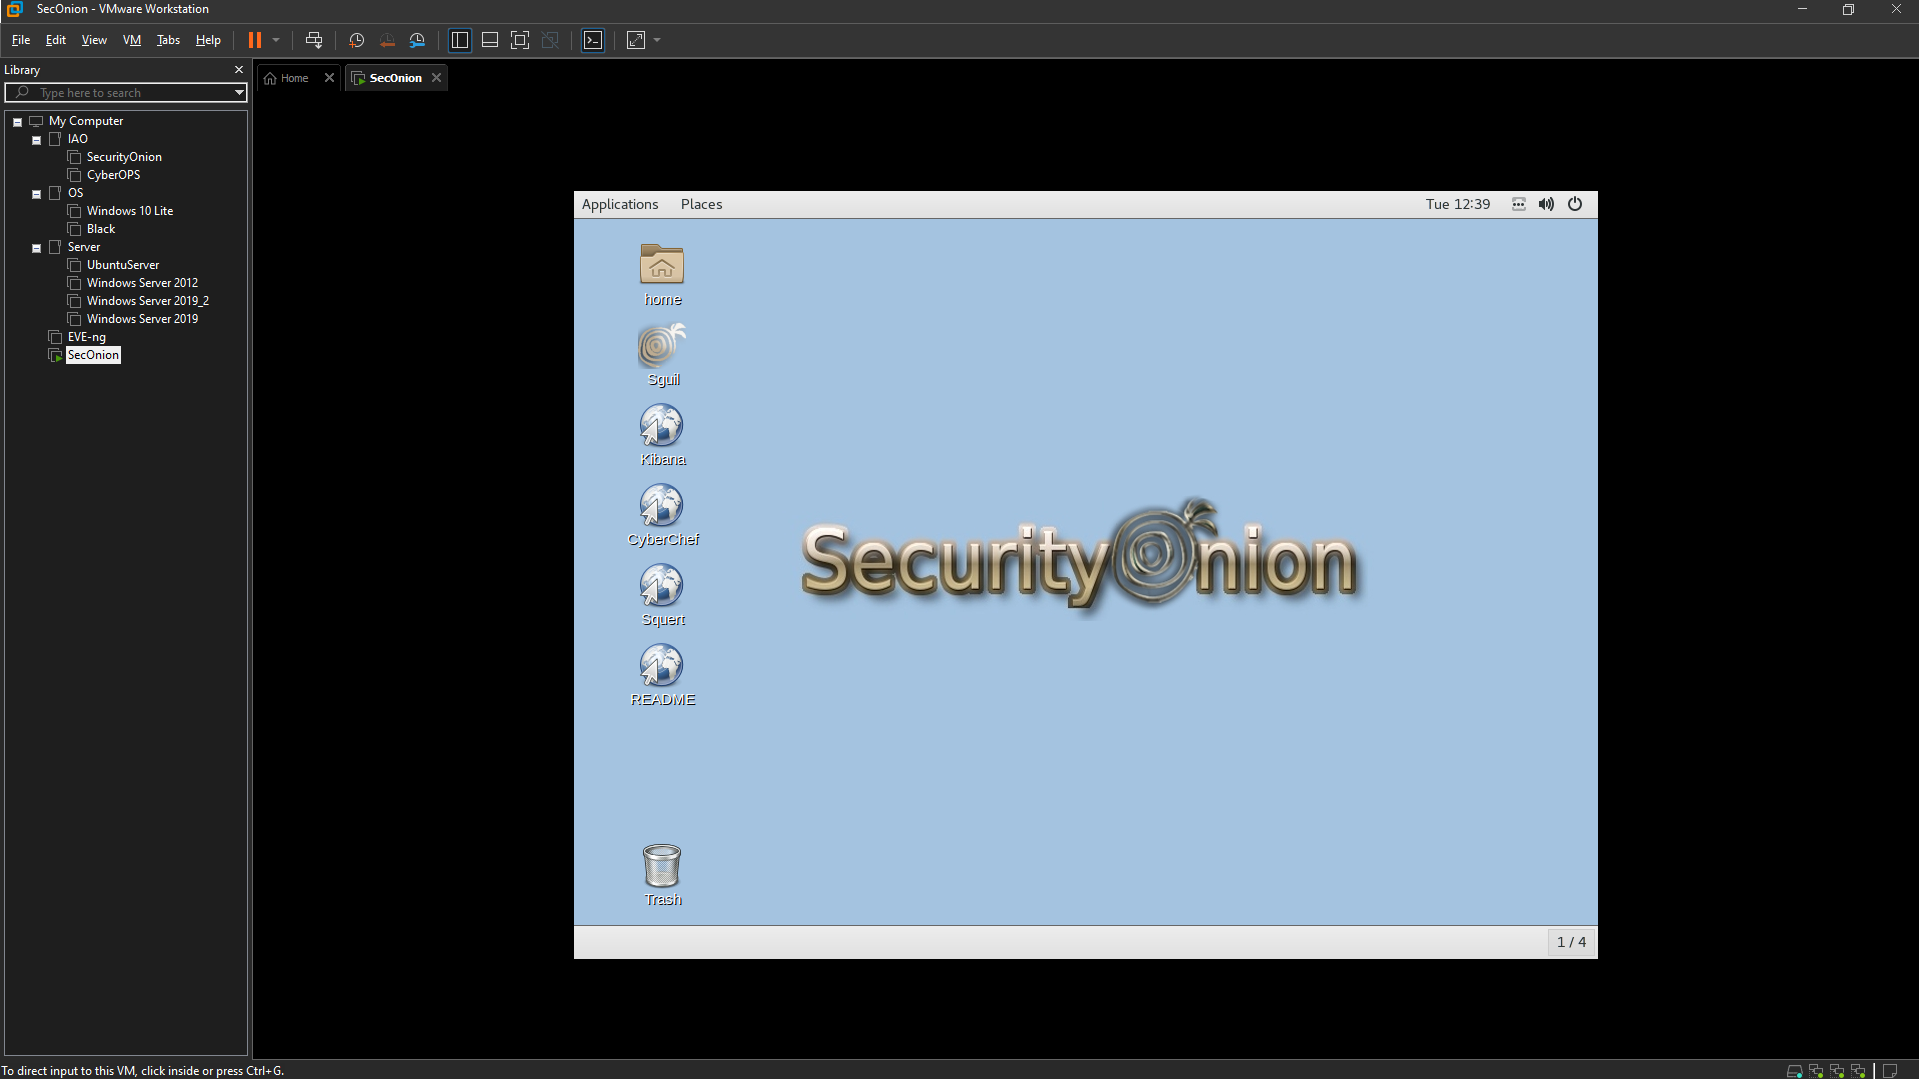 SecOnion - VMware Workstation
File Edit View VM Tabs Help
Library
Type here to search
My Computer
IAO
SecurityOnion
CyberOPS
OS
Windows 10 Lite
Black
Server
UbuntuServer
Windows Server 2012
Windows Server 2019_2
Windows Server 2019
EVE-ng
SecOnion
Home
SecOnion
Applications Places Tue 12:39
home
Sguil
Kibana
CyberChef
Squert
README
Trash
SecurityOnion
1 / 4
To direct input to this VM, click inside or press Ctrl+G.